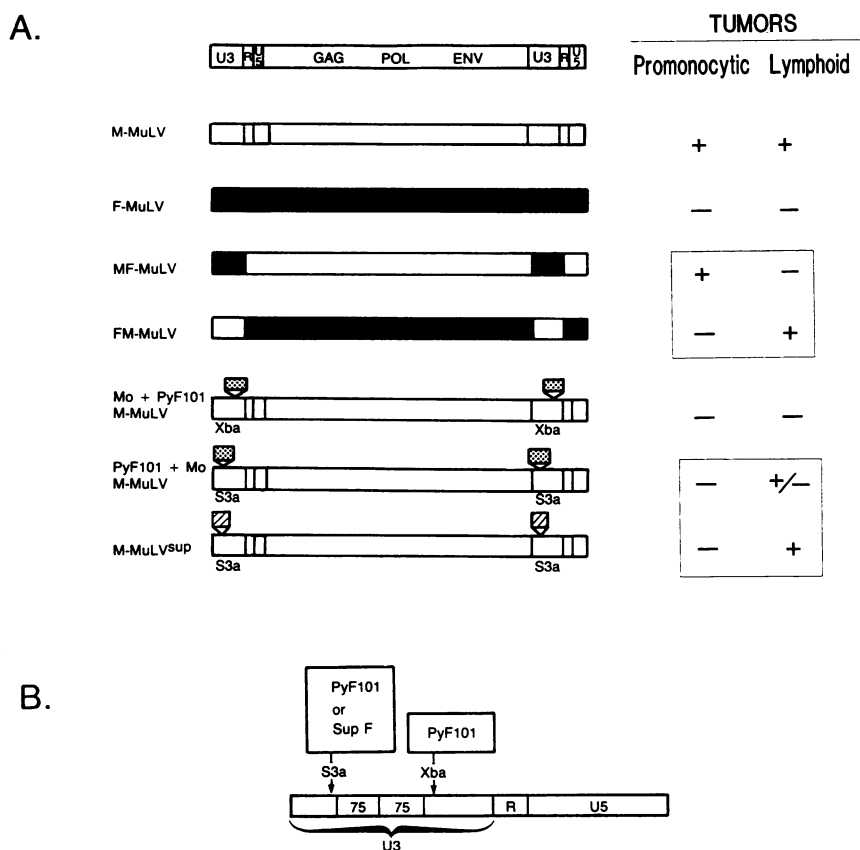 A.
TUMORS
Promonocytic Lymphoid
U3 R U5 GAG POL ENV U3 R U5
M-MuLV + +
F-MuLV — —
MF-MuLV + —
FM-MuLV — +
Mo + PyF101
M-MuLV — —
Xba Xba
PyF101 + Mo
M-MuLV — +/—
S3a S3a
M-MuLVsup — +
S3a S3a
B.
PyF101
or
Sup F
PyF101
S3a Xba
75 75 R U5
U3